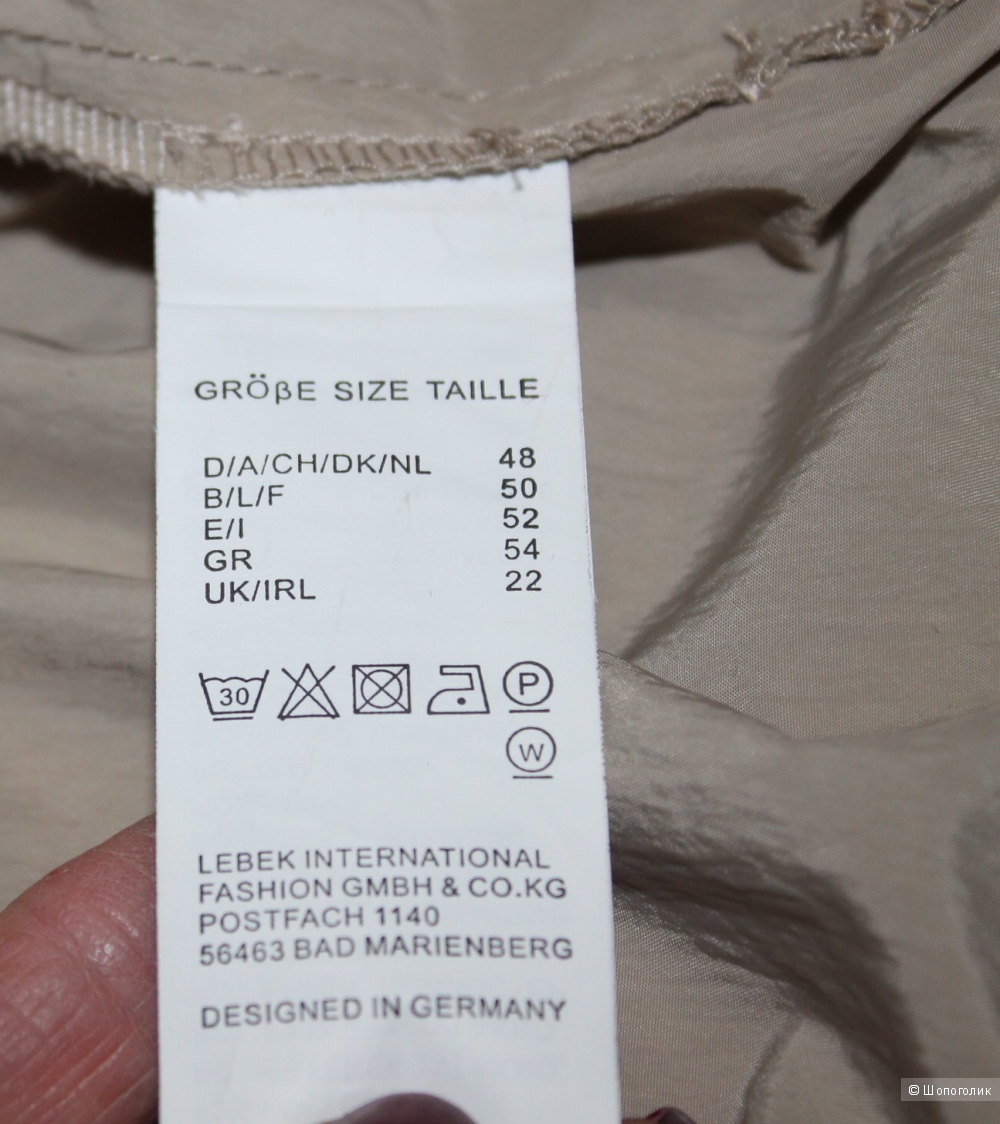 GRÖβE SIZE TAILLE
D/A/CH/DK/NL 48
B/L/F 50
E/I 52
GR 54
UK/IRL 22
30 P
W
LEBEK INTERNATIONAL
FASHION GMBH & CO.KG
POSTFACH 1140
56463 BAD MARIENBERG
DESIGNED IN GERMANY
© Шопоголик